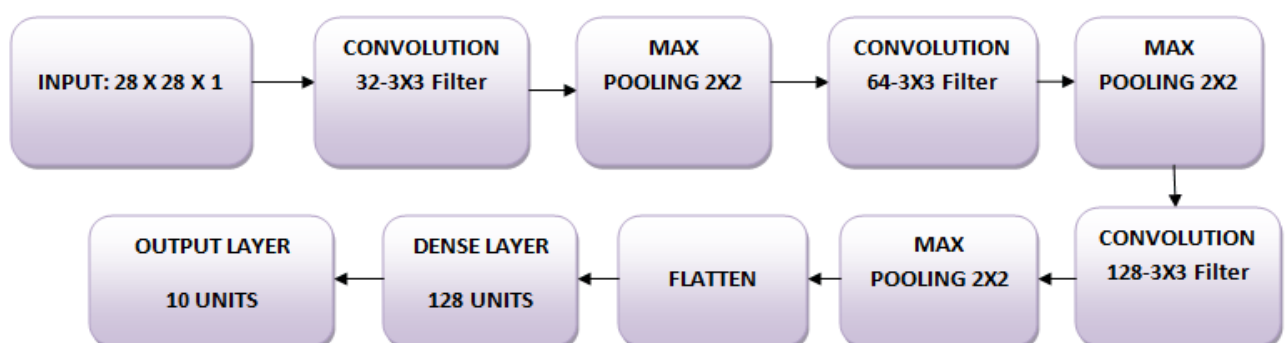 INPUT: 28 X 28 X 1
CONVOLUTION
32-3X3 Filter
MAX
POOLING 2X2
CONVOLUTION
64-3X3 Filter
MAX
POOLING 2X2
CONVOLUTION
128-3X3 Filter
MAX
POOLING 2X2
FLATTEN
DENSE LAYER
128 UNITS
OUTPUT LAYER
10 UNITS